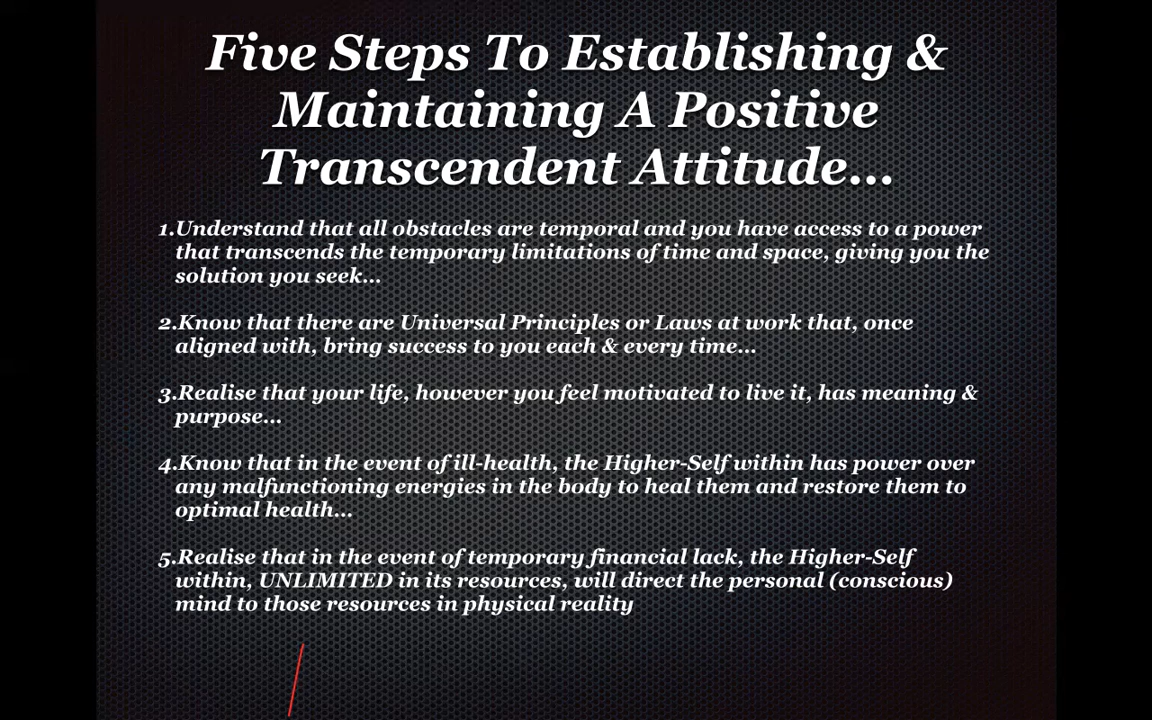 Five Steps To Establishing &
Maintaining A Positive
Transcendent Attitude...
1.Understand that all obstacles are temporal and you have access to a power
that transcends the temporary limitations of time and space, giving you the
solution you seek...
2.Know that there are Universal Principles or Laws at work that, once
aligned with, bring success to you each & every time...
3.Realise that your life, however you feel motivated to live it, has meaning &
purpose...
4.Know that in the event of ill-health, the Higher-Self within has power over
any malfunctioning energies in the body to heal them and restore them to
optimal health...
5.Realise that in the event of temporary financial lack, the Higher-Self
within, UNLIMITED in its resources, will direct the personal (conscious)
mind to those resources in physical reality